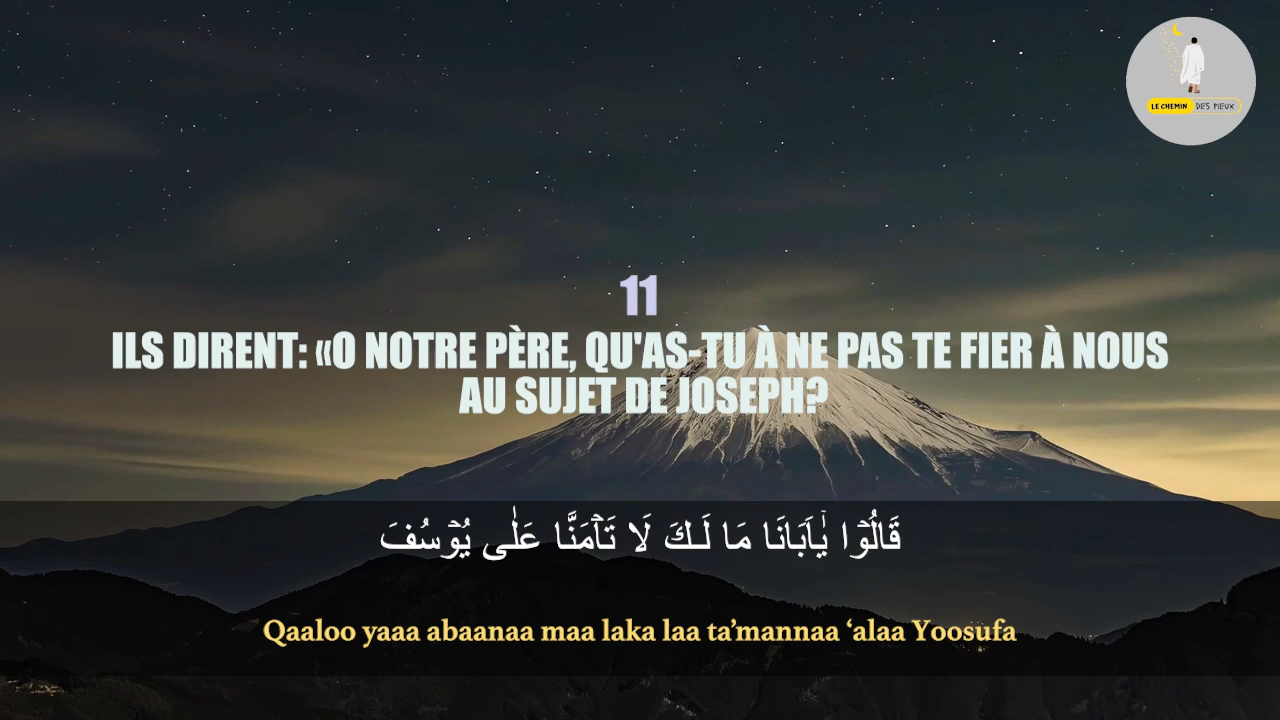 LE CHEMIN DES PIEUX
11
ILS DIRENT: «O NOTRE PÈRE, QU'AS-TU À NE PAS TE FIER À NOUS
AU SUJET DE JOSEPH?
قَالُوۡا يٰۤاَبَانَا مَا لَـكَ لَا تَاۡمَنَّا عَلٰى يُوۡسُفَ
Qaaloo yaaa abaanaa maa laka laa ta’mannaa ‘alaa Yoosufa